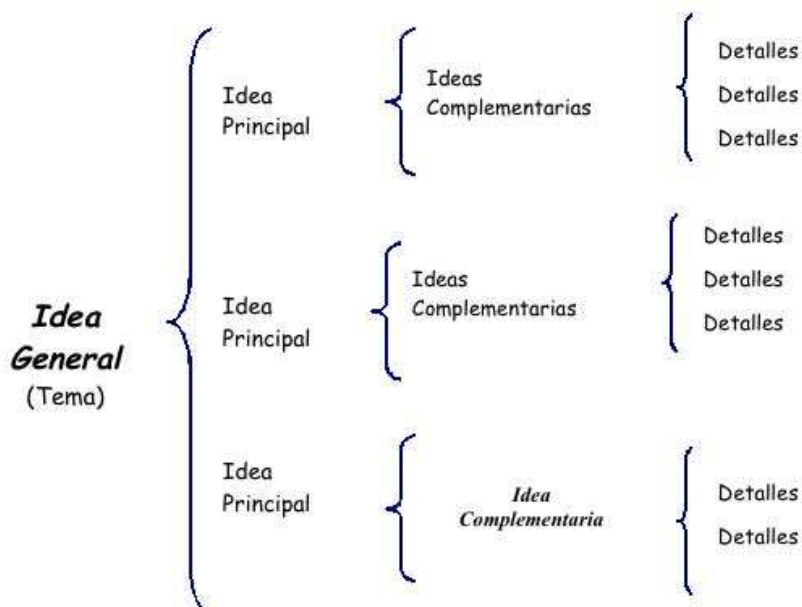 Idea
General
(Tema)
Idea
Principal
Ideas
Complementarias
Detalles
Detalles
Detalles
Idea
Principal
Ideas
Complementarias
Detalles
Detalles
Detalles
Idea
Principal
Idea
Complementaria
Detalles
Detalles